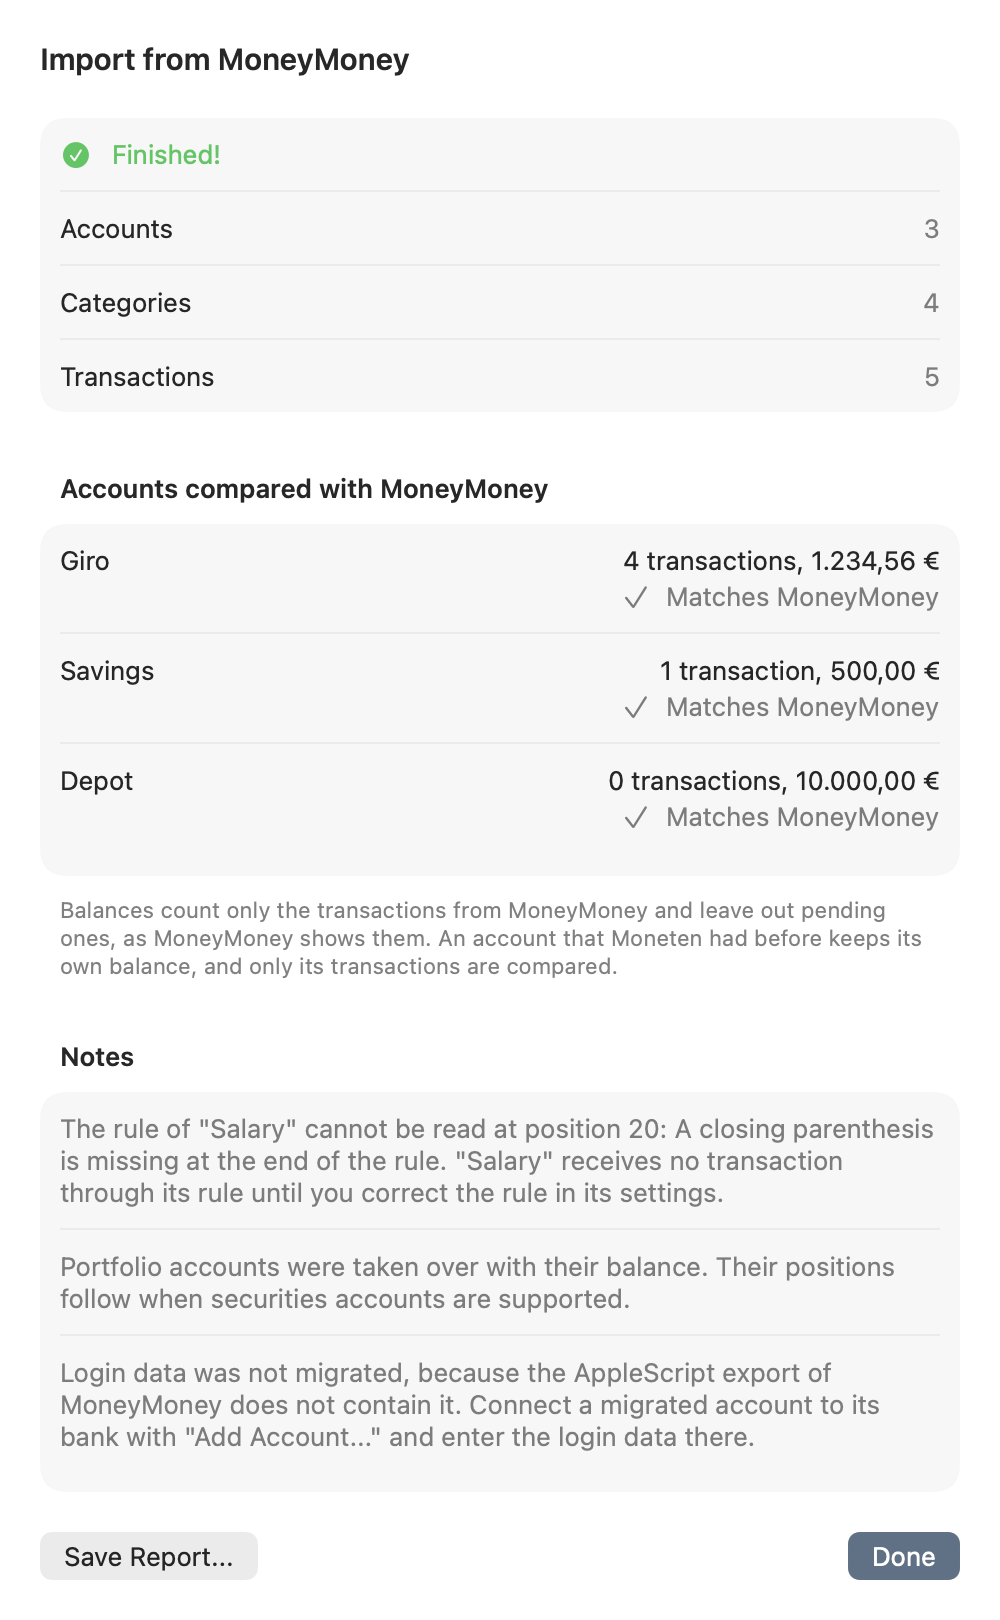 Import from MoneyMoney
Finished!
Accounts 3
Categories 4
Transactions 5
Accounts compared with MoneyMoney
Giro 4 transactions, 1.234,56 €
Matches MoneyMoney
Savings 1 transaction, 500,00 €
Matches MoneyMoney
Depot 0 transactions, 10.000,00 €
Matches MoneyMoney
Balances count only the transactions from MoneyMoney and leave out pending
ones, as MoneyMoney shows them. An account that Moneten had before keeps its
own balance, and only its transactions are compared.
Notes
The rule of "Salary" cannot be read at position 20: A closing parenthesis
is missing at the end of the rule. "Salary" receives no transaction
through its rule until you correct the rule in its settings.
Portfolio accounts were taken over with their balance. Their positions
follow when securities accounts are supported.
Login data was not migrated, because the AppleScript export of
MoneyMoney does not contain it. Connect a migrated account to its
bank with "Add Account..." and enter the login data there.
Save Report... Done